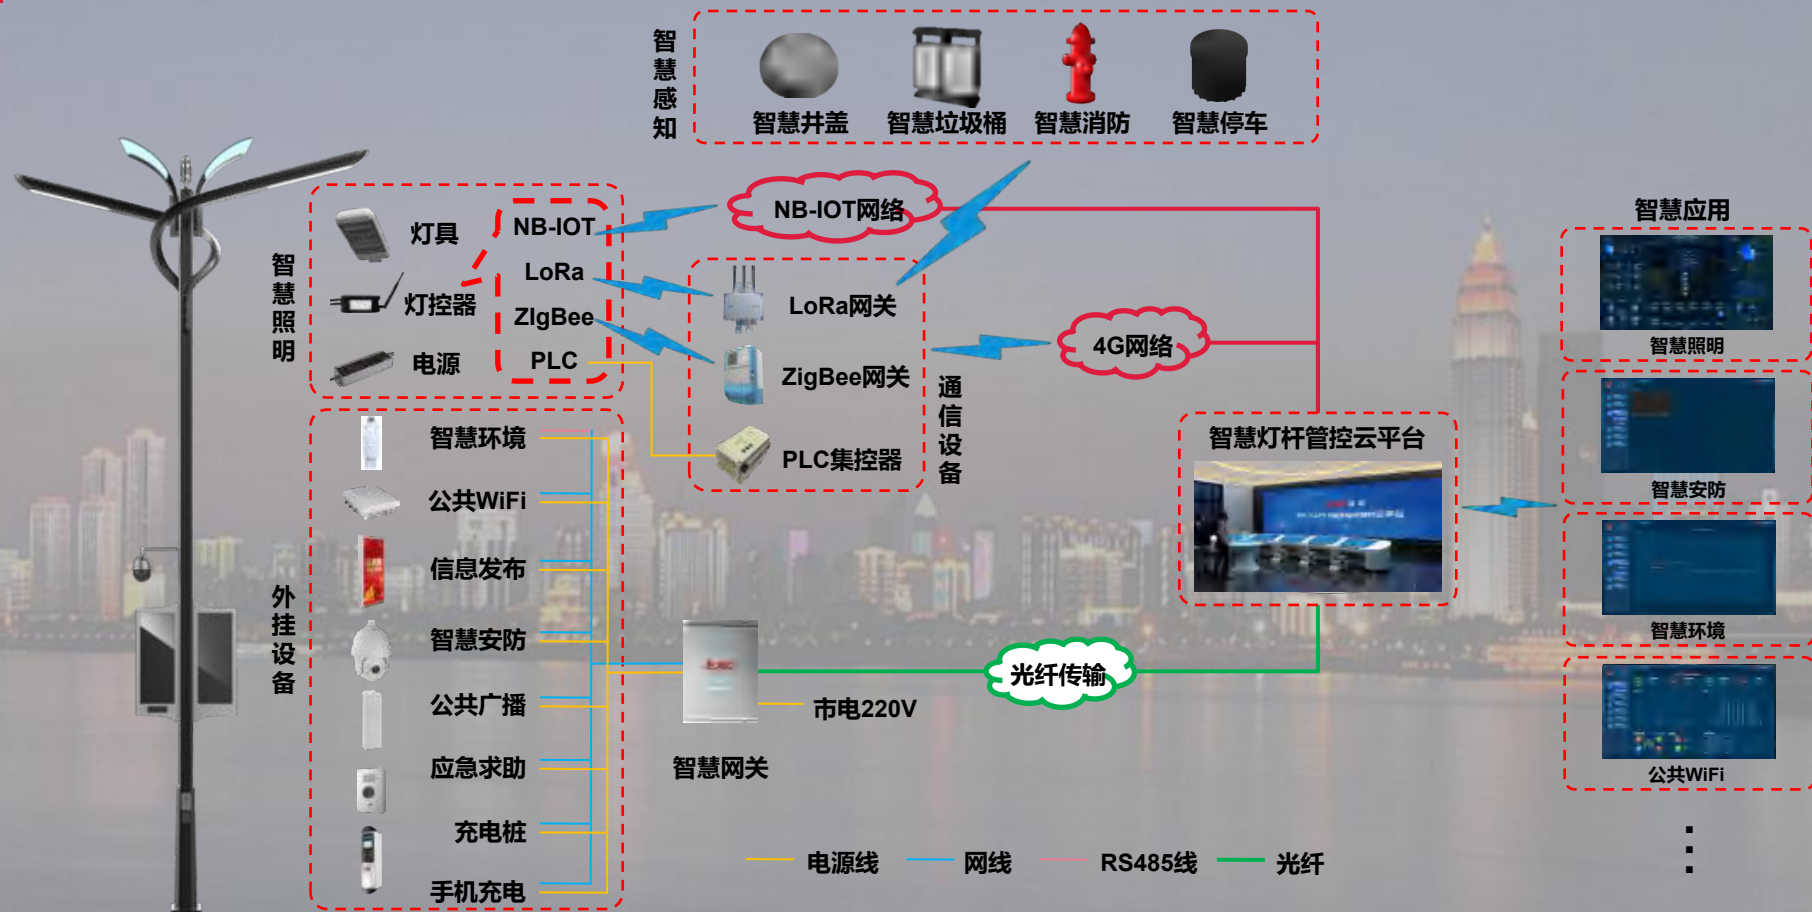 智慧感知
智慧井盖
智慧垃圾桶
智慧消防
智慧停车
智慧照明
灯具
灯控器
电源
NB-IOT
LoRa
ZIgBee
PLC
NB-IOT网络
LoRa网关
ZigBee网关
PLC集控器
通信设备
4G网络
智慧灯杆管控云平台
智慧应用
智慧照明
智慧安防
智慧环境
公共WiFi
外挂设备
智慧环境
公共WiFi
信息发布
智慧安防
公共广播
应急求助
充电桩
手机充电
智慧网关
市电220V
光纤传输
电源线
网线
RS485线
光纤